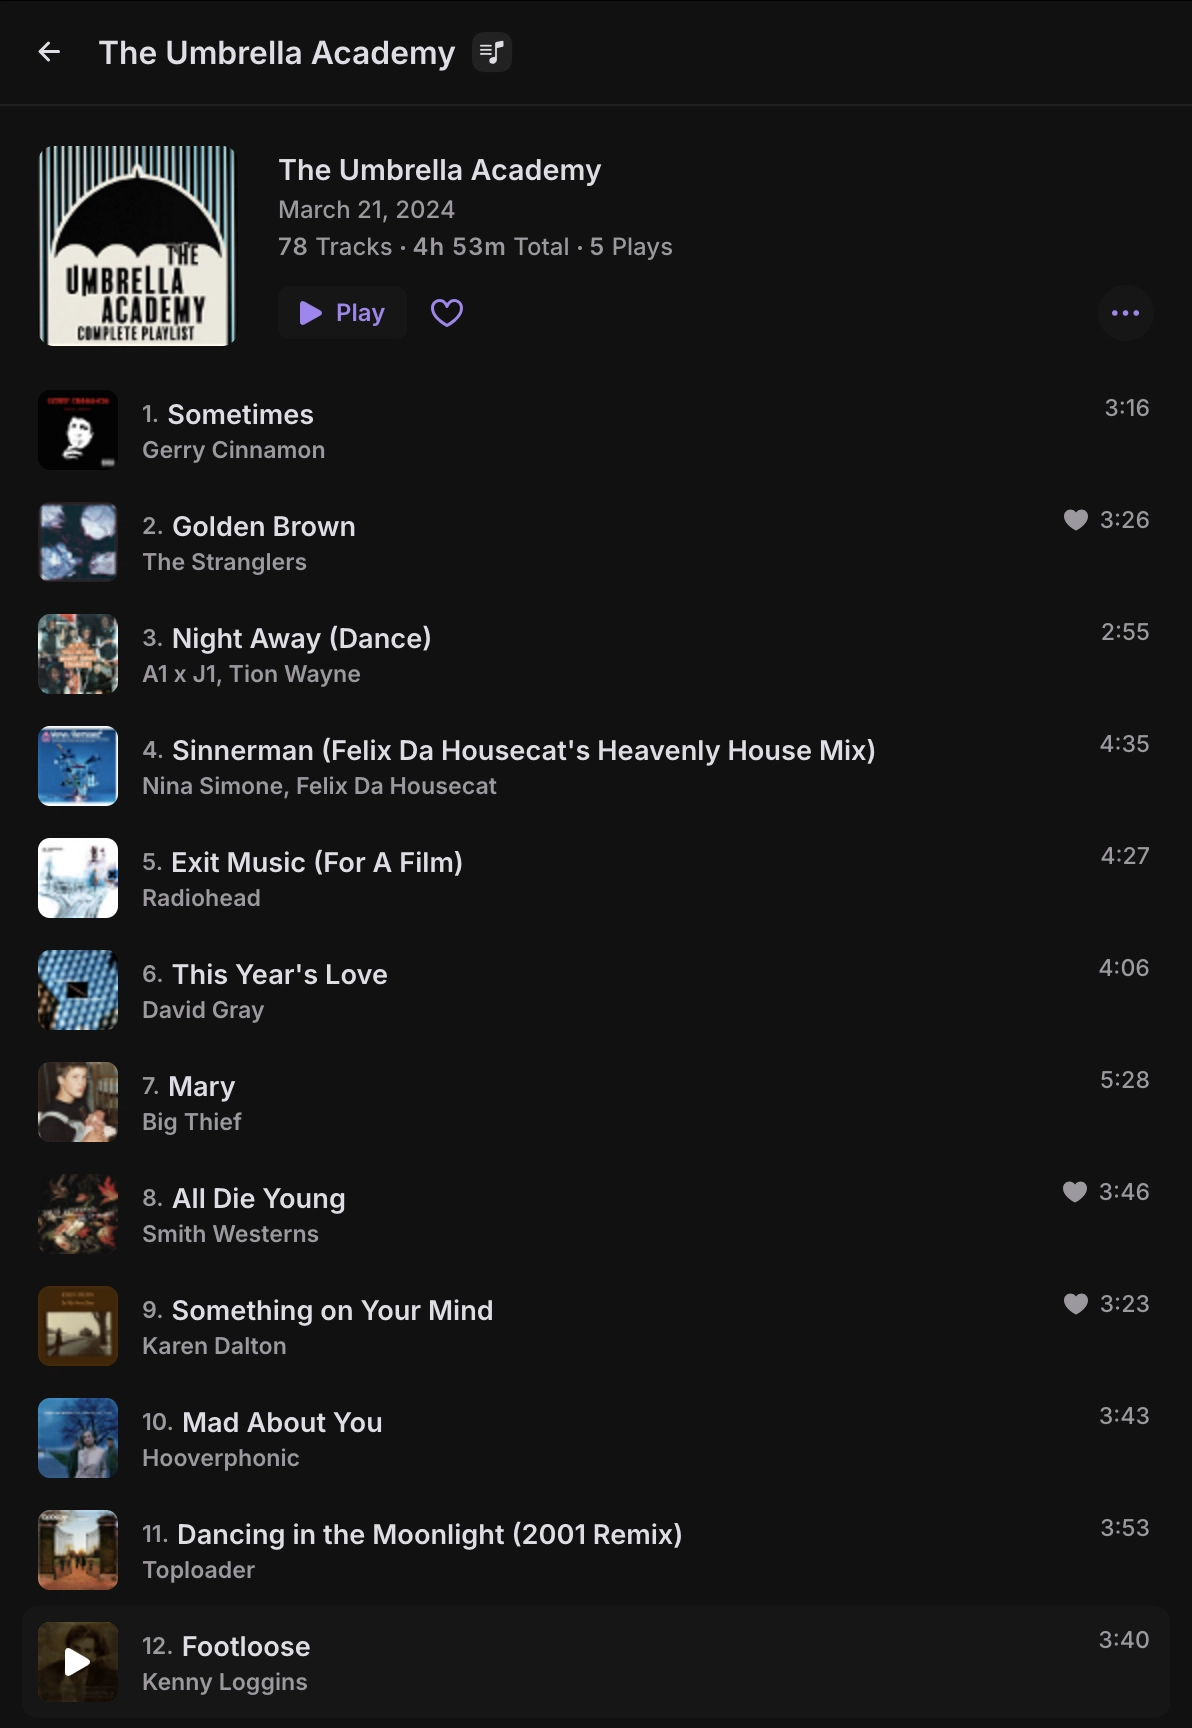 The Umbrella Academy
THE
UMBRELLA
ACADEMY
COMPLETE PLAYLIST
The Umbrella Academy
March 21, 2024
78 Tracks · 4h 53m Total · 5 Plays
Play
1. Sometimes
3:16
Gerry Cinnamon
2. Golden Brown
3:26
The Stranglers
3. Night Away (Dance)
2:55
A1 x J1, Tion Wayne
4. Sinnerman (Felix Da Housecat's Heavenly House Mix)
4:35
Nina Simone, Felix Da Housecat
5. Exit Music (For A Film)
4:27
Radiohead
6. This Year's Love
4:06
David Gray
7. Mary
5:28
Big Thief
8. All Die Young
3:46
Smith Westerns
9. Something on Your Mind
3:23
Karen Dalton
10. Mad About You
3:43
Hooverphonic
11. Dancing in the Moonlight (2001 Remix)
3:53
Toploader
12. Footloose
3:40
Kenny Loggins